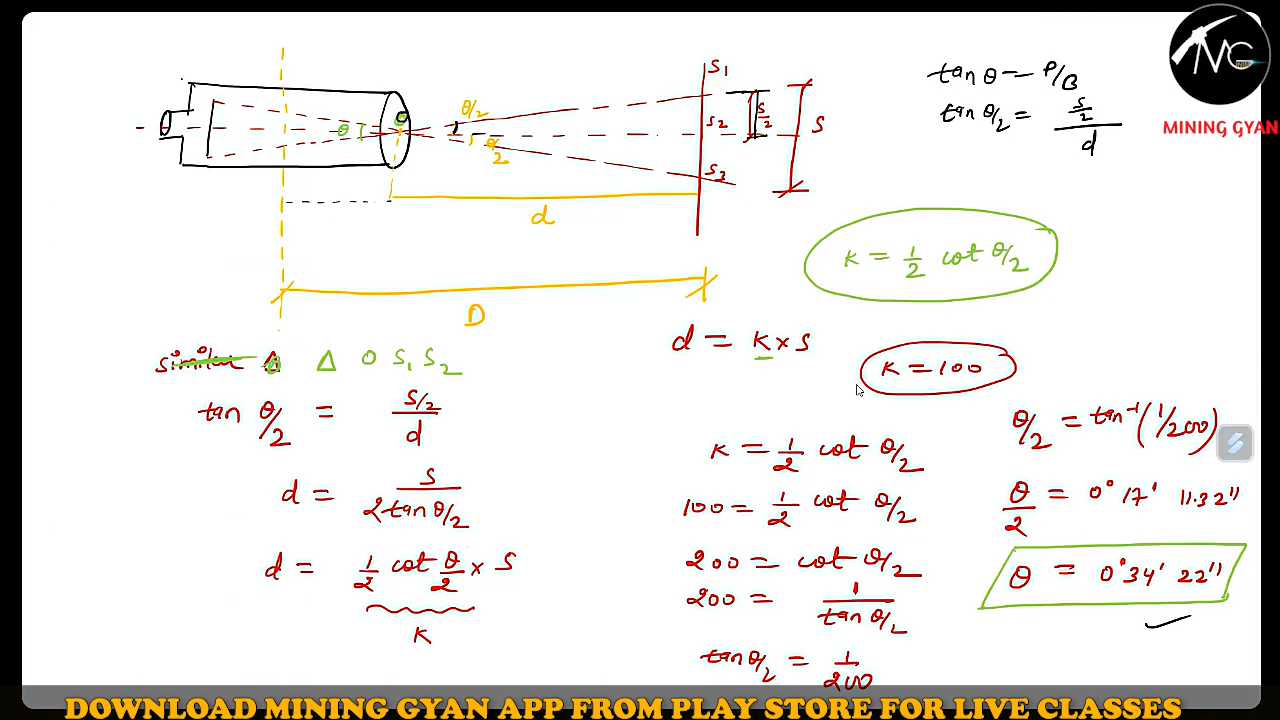 MG
MINING GYAN
tan θ = P/B
tan θ/2 = (s/2)/d
θ
θ
θ
θ/2
θ/2
S1
S2
S3
s/2
S
d
D
K = 1/2 cot θ/2
d = K × S
K = 100
similar Δ Δ O S1 S2
tan θ/2 = (s/2)/d
d = S/(2 tan θ/2)
d = 1/2 cot θ/2 × S
K
K = 1/2 cot θ/2
100 = 1/2 cot θ/2
200 = cot θ/2
200 = 1/(tan θ/2)
tan θ/2 = 1/200
θ/2 = tan⁻¹(1/200)
θ/2 = 0° 17' 11.32"
θ = 0° 34' 22"
DOWNLOAD MINING GYAN APP FROM PLAY STORE FOR LIVE CLASSES